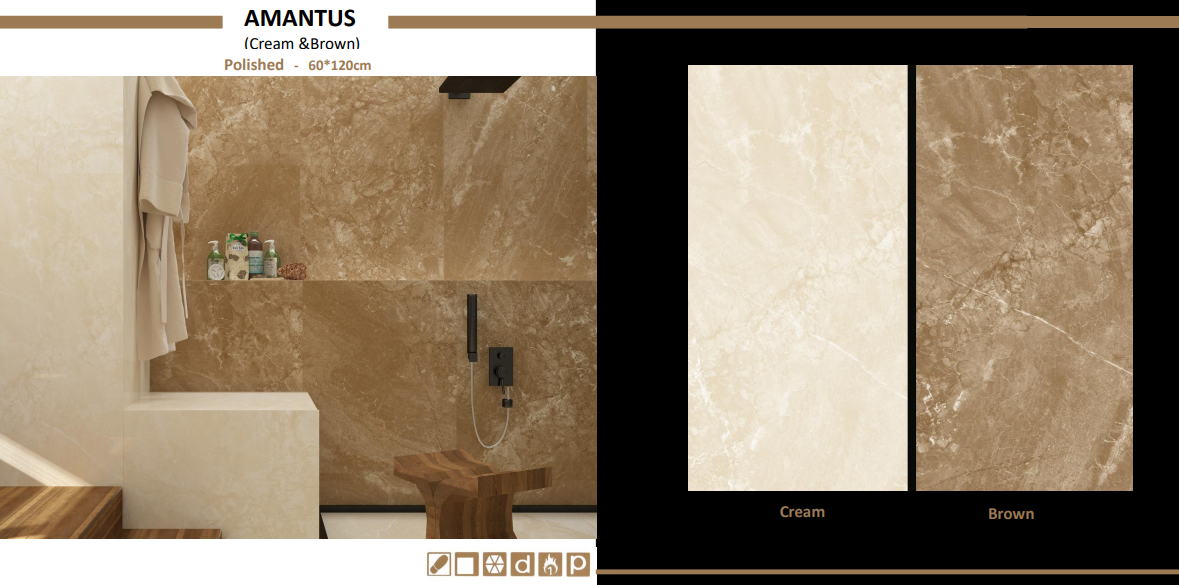 AMANTUS
(Cream &Brown)
Polished - 60*120cm
Cream
Brown
d
p